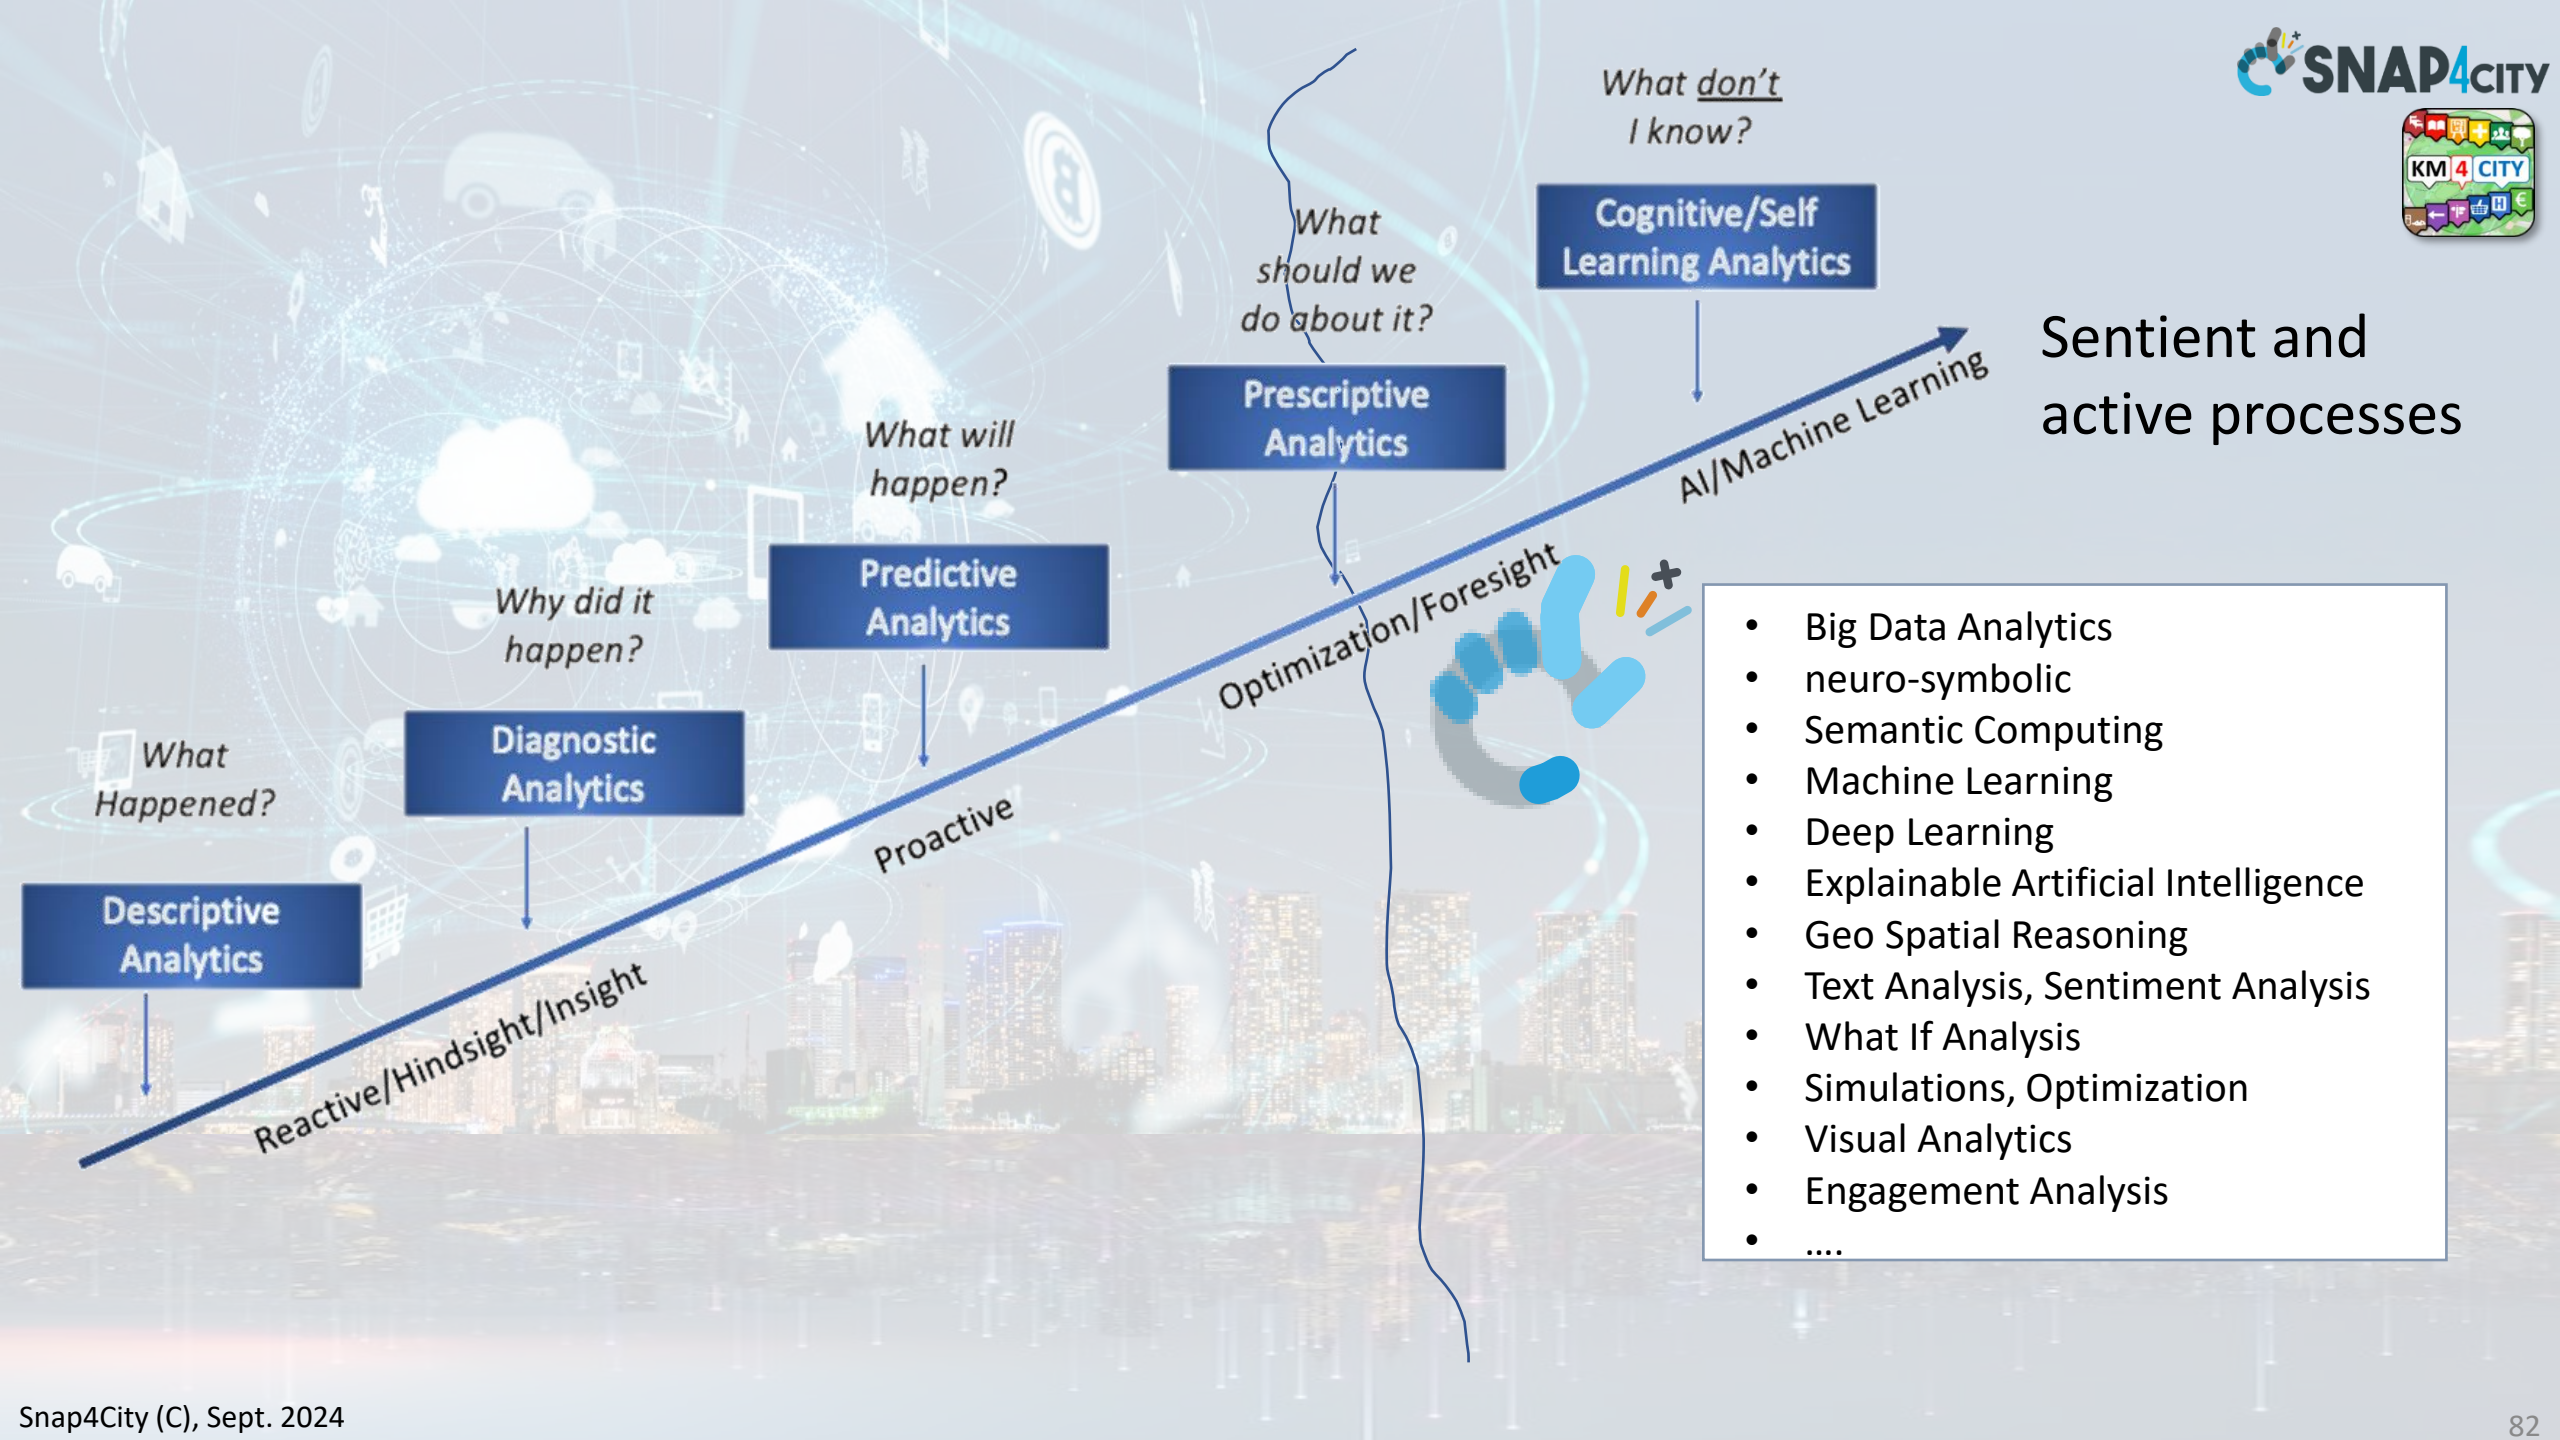 SNAP4CITY
KM 4 CITY
What don't
I know?
Cognitive/Self
Learning Analytics
What
should we
do about it?
Prescriptive
Analytics
What will
happen?
Predictive
Analytics
Why did it
happen?
Diagnostic
Analytics
What
Happened?
Descriptive
Analytics
Reactive/Hindsight/Insight
Proactive
Optimization/Foresight
AI/Machine Learning
Sentient and
active processes
• Big Data Analytics
• neuro-symbolic
• Semantic Computing
• Machine Learning
• Deep Learning
• Explainable Artificial Intelligence
• Geo Spatial Reasoning
• Text Analysis, Sentiment Analysis
• What If Analysis
• Simulations, Optimization
• Visual Analytics
• Engagement Analysis
• ....
Snap4City (C), Sept. 2024
82